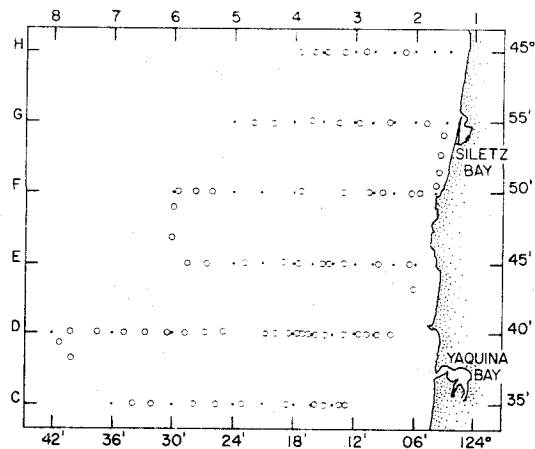 8 7 6 5 4 3 2 1
H 45°
G 55'
SILETZ
BAY
F 50'
E 45'
D 40'
YAQUINA
BAY
C 35'
42' 36' 30' 24' 18' 12' 06' 124°